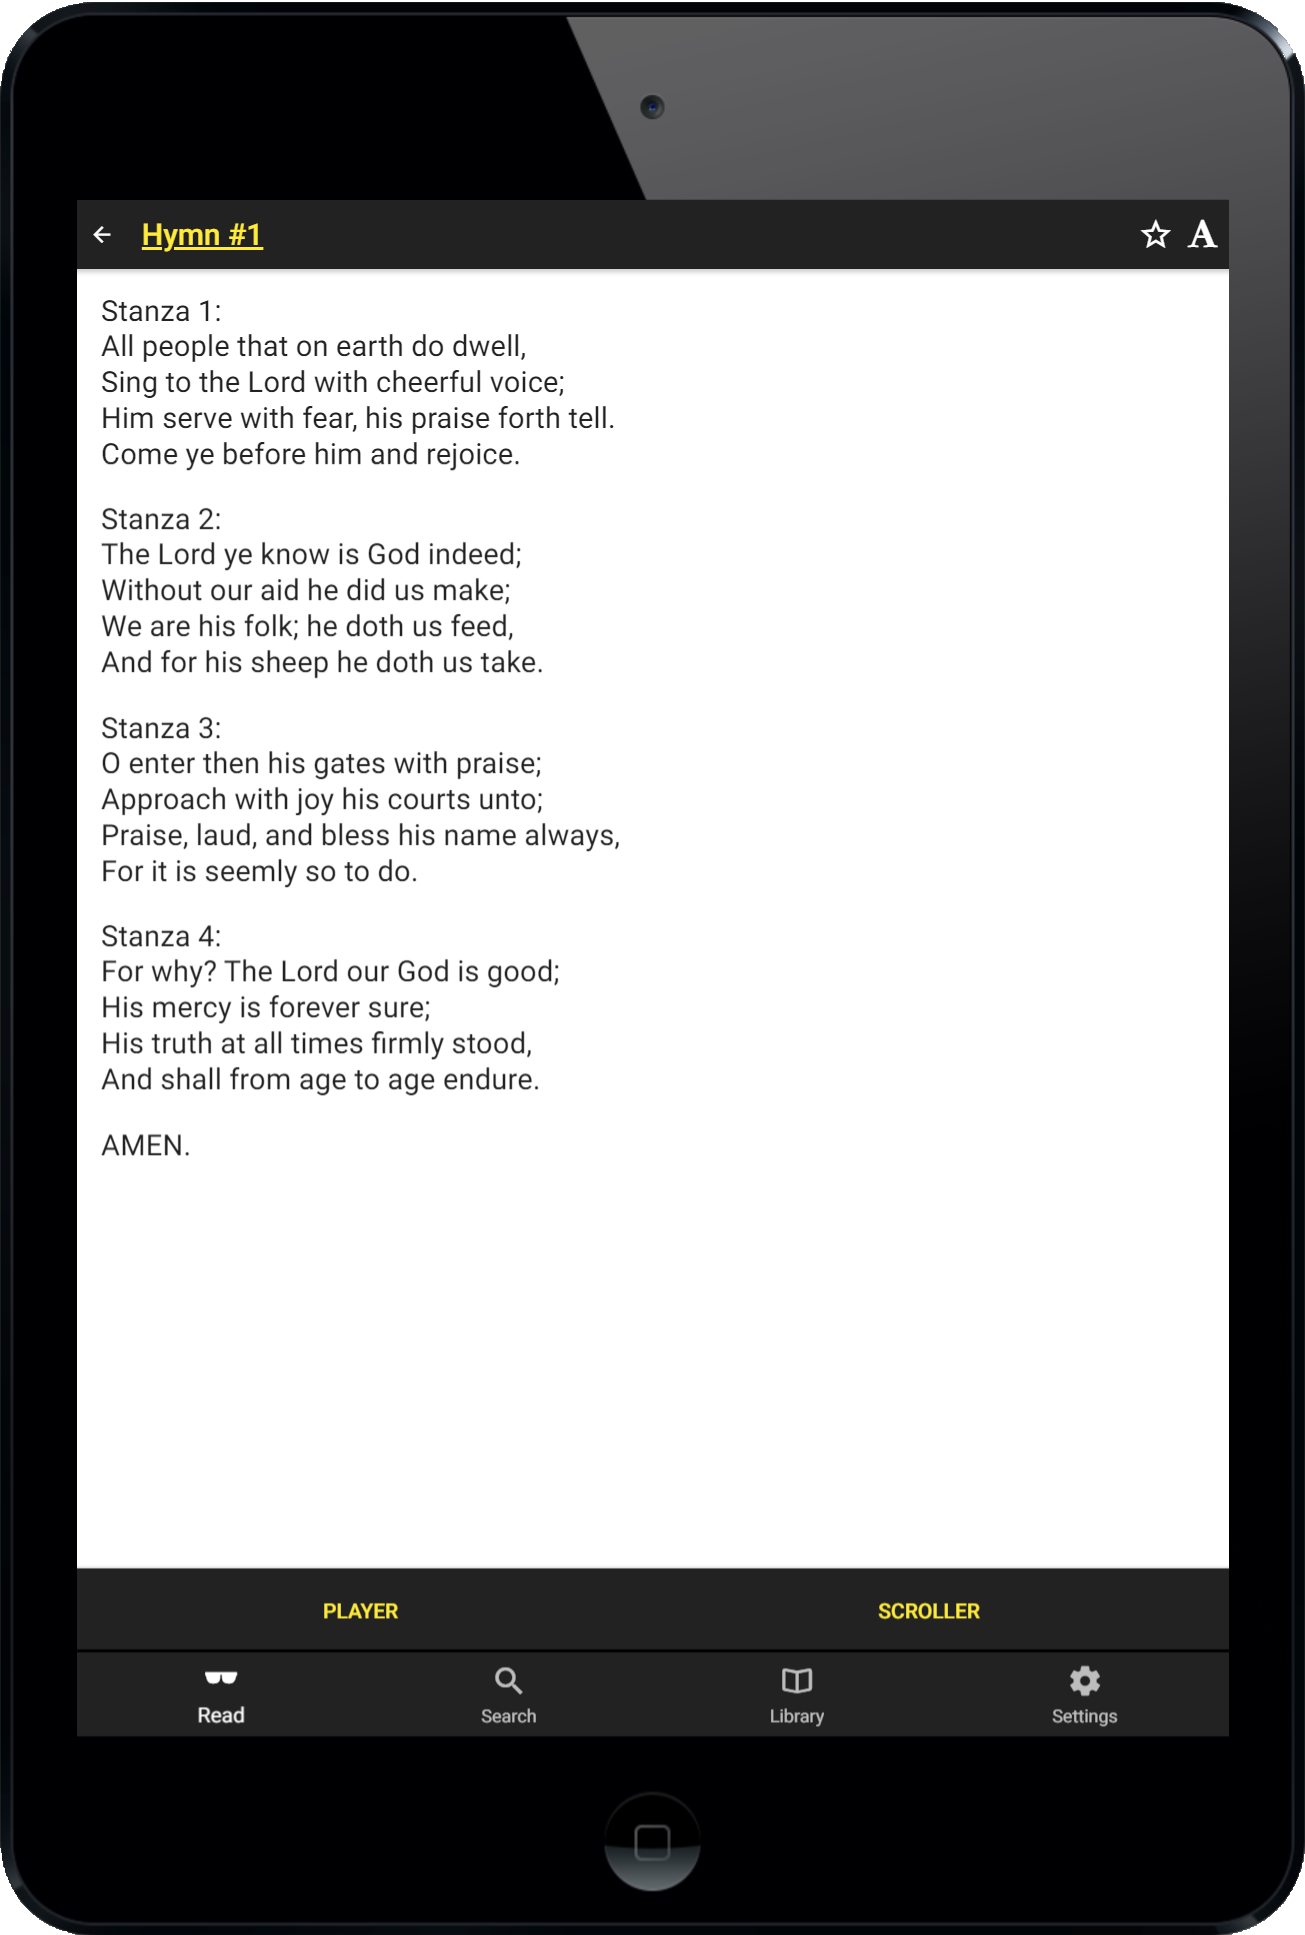 Hymn #1
A
Stanza 1:
All people that on earth do dwell,
Sing to the Lord with cheerful voice;
Him serve with fear, his praise forth tell.
Come ye before him and rejoice.
Stanza 2:
The Lord ye know is God indeed;
Without our aid he did us make;
We are his folk; he doth us feed,
And for his sheep he doth us take.
Stanza 3:
O enter then his gates with praise;
Approach with joy his courts unto;
Praise, laud, and bless his name always,
For it is seemly so to do.
Stanza 4:
For why? The Lord our God is good;
His mercy is forever sure;
His truth at all times firmly stood,
And shall from age to age endure.
AMEN.
PLAYER
SCROLLER
Read
Search
Library
Settings